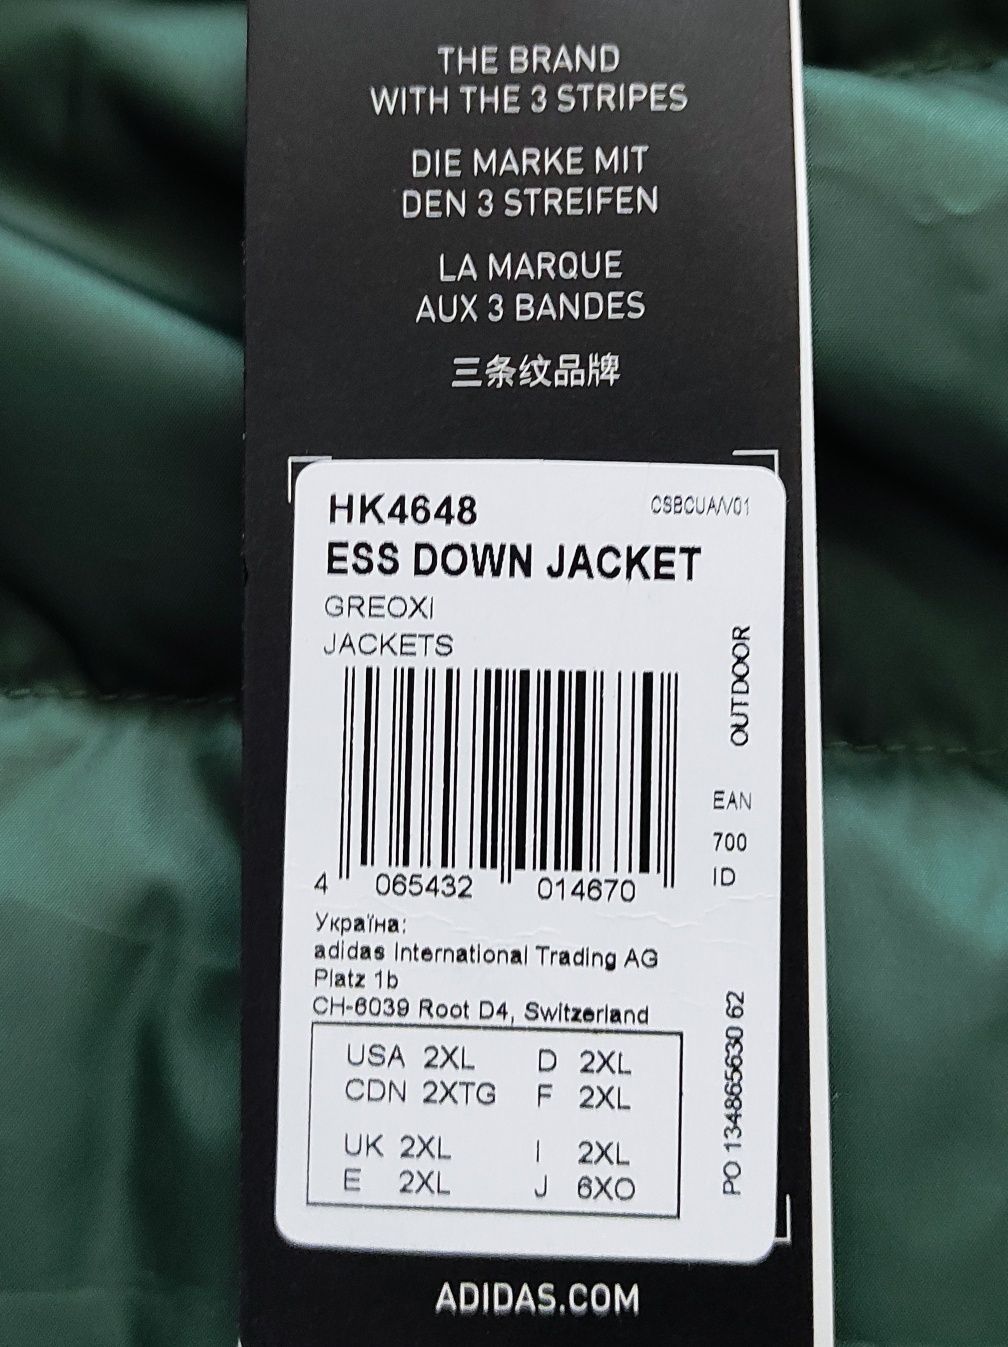 THE BRAND
WITH THE 3 STRIPES
DIE MARKE MIT
DEN 3 STREIFEN
LA MARQUE
AUX 3 BANDES
三条纹品牌
HK4648 CSBCUA/V01
ESS DOWN JACKET
GREOXI
JACKETS
OUTDOOR
EAN
700
ID
4 065432 014670
Україна:
adidas International Trading AG
Platz 1b
CH-6039 Root D4, Switzerland
USA 2XL D 2XL
CDN 2XTG F 2XL
UK 2XL I 2XL
E 2XL J 6XO
PO 134865630 62
ADIDAS.COM